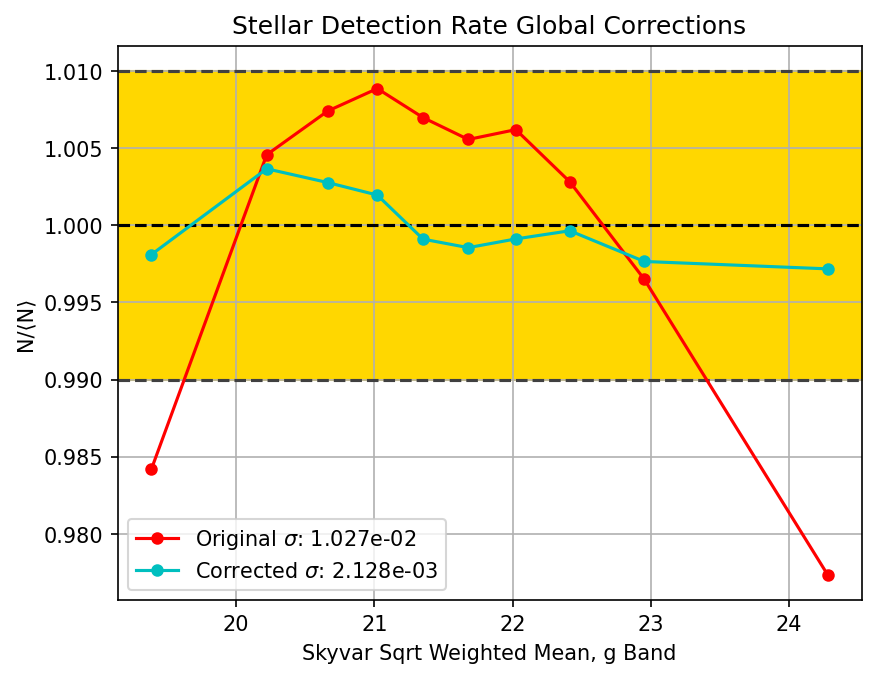 Stellar Detection Rate Global Corrections
N/⟨N⟩
1.010
1.005
1.000
0.995
0.990
0.985
0.980
Original σ: 1.027e-02
Corrected σ: 2.128e-03
20 21 22 23 24
Skyvar Sqrt Weighted Mean, g Band